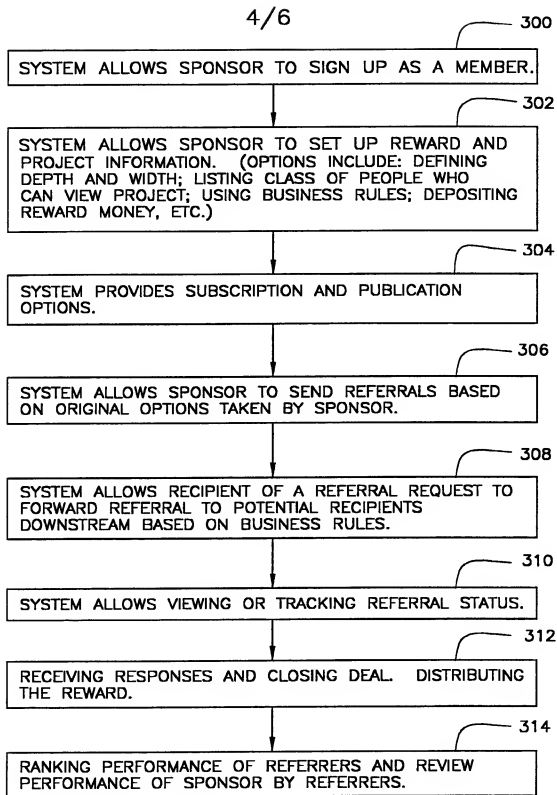 4/6
300
SYSTEM ALLOWS SPONSOR TO SIGN UP AS A MEMBER.
302
SYSTEM ALLOWS SPONSOR TO SET UP REWARD AND
PROJECT INFORMATION. (OPTIONS INCLUDE: DEFINING
DEPTH AND WIDTH; LISTING CLASS OF PEOPLE WHO
CAN VIEW PROJECT; USING BUSINESS RULES; DEPOSITING
REWARD MONEY, ETC.)
304
SYSTEM PROVIDES SUBSCRIPTION AND PUBLICATION
OPTIONS.
306
SYSTEM ALLOWS SPONSOR TO SEND REFERRALS BASED
ON ORIGINAL OPTIONS TAKEN BY SPONSOR.
308
SYSTEM ALLOWS RECIPIENT OF A REFERRAL REQUEST TO
FORWARD REFERRAL TO POTENTIAL RECIPIENTS
DOWNSTREAM BASED ON BUSINESS RULES.
310
SYSTEM ALLOWS VIEWING OR TRACKING REFERRAL STATUS.
312
RECEIVING RESPONSES AND CLOSING DEAL. DISTRIBUTING
THE REWARD.
314
RANKING PERFORMANCE OF REFERRERS AND REVIEW
PERFORMANCE OF SPONSOR BY REFERRERS.